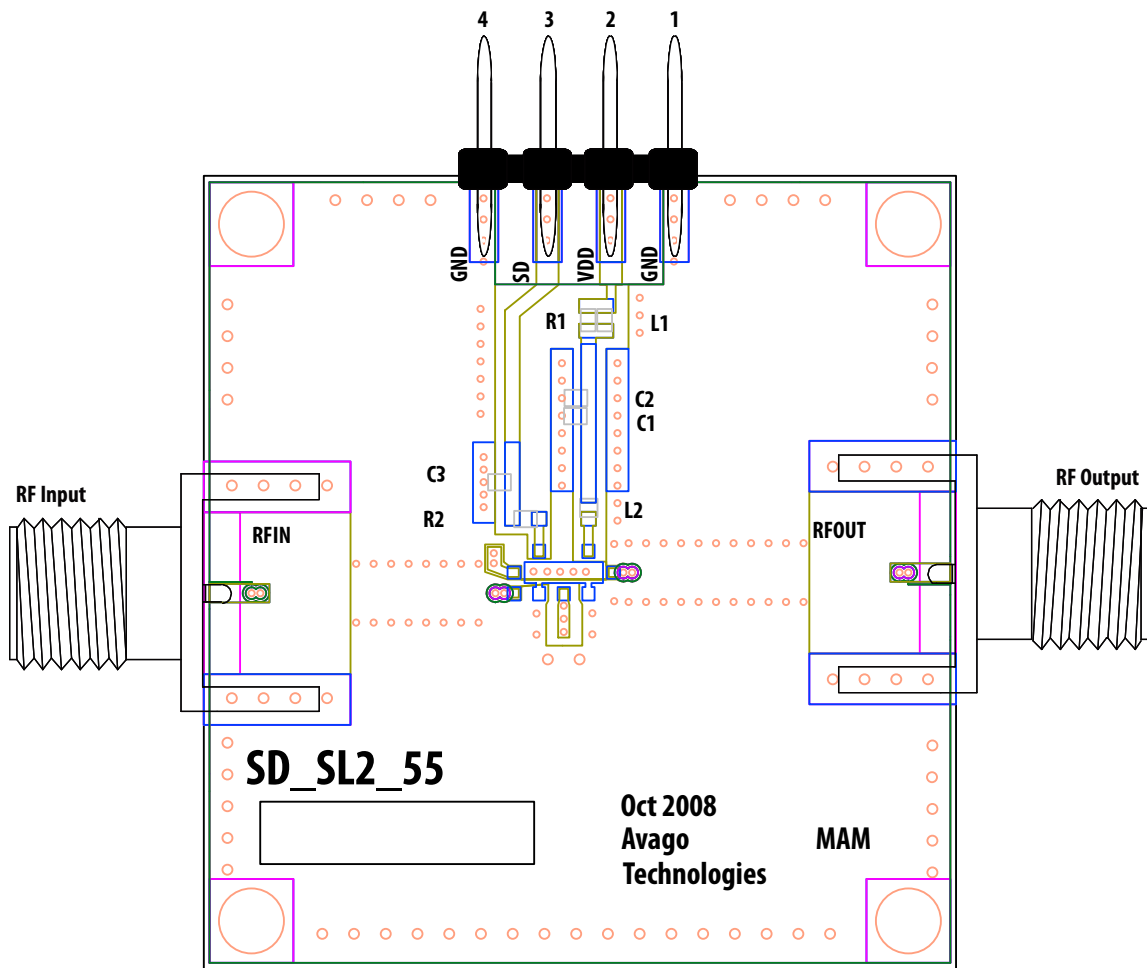 4 3 2 1
GND SD VDD GND
R1 L1
C2
C1
C3
R2 L2
RF Input RF Output
RFIN RFOUT
SD_SL2_55
Oct 2008
Avago MAM
Technologies